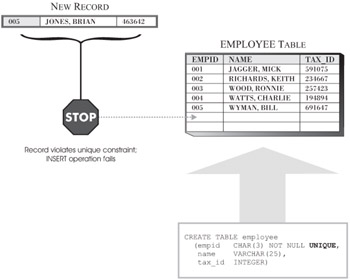 NEW RECORD
005 JONES, BRIAN 463642
EMPLOYEE TABLE
EMPID NAME TAX_ID
001 JAGGER, MICK 591075
002 RICHARDS, KEITH 234667
003 WOOD, RONNIE 257423
004 WATTS, CHARLIE 194894
005 WYMAN, BILL 691647
STOP
Record violates unique constraint;
INSERT operation fails
CREATE TABLE employee
(empid CHAR(3) NOT NULL UNIQUE,
name VARCHAR(25),
tax_id INTEGER)